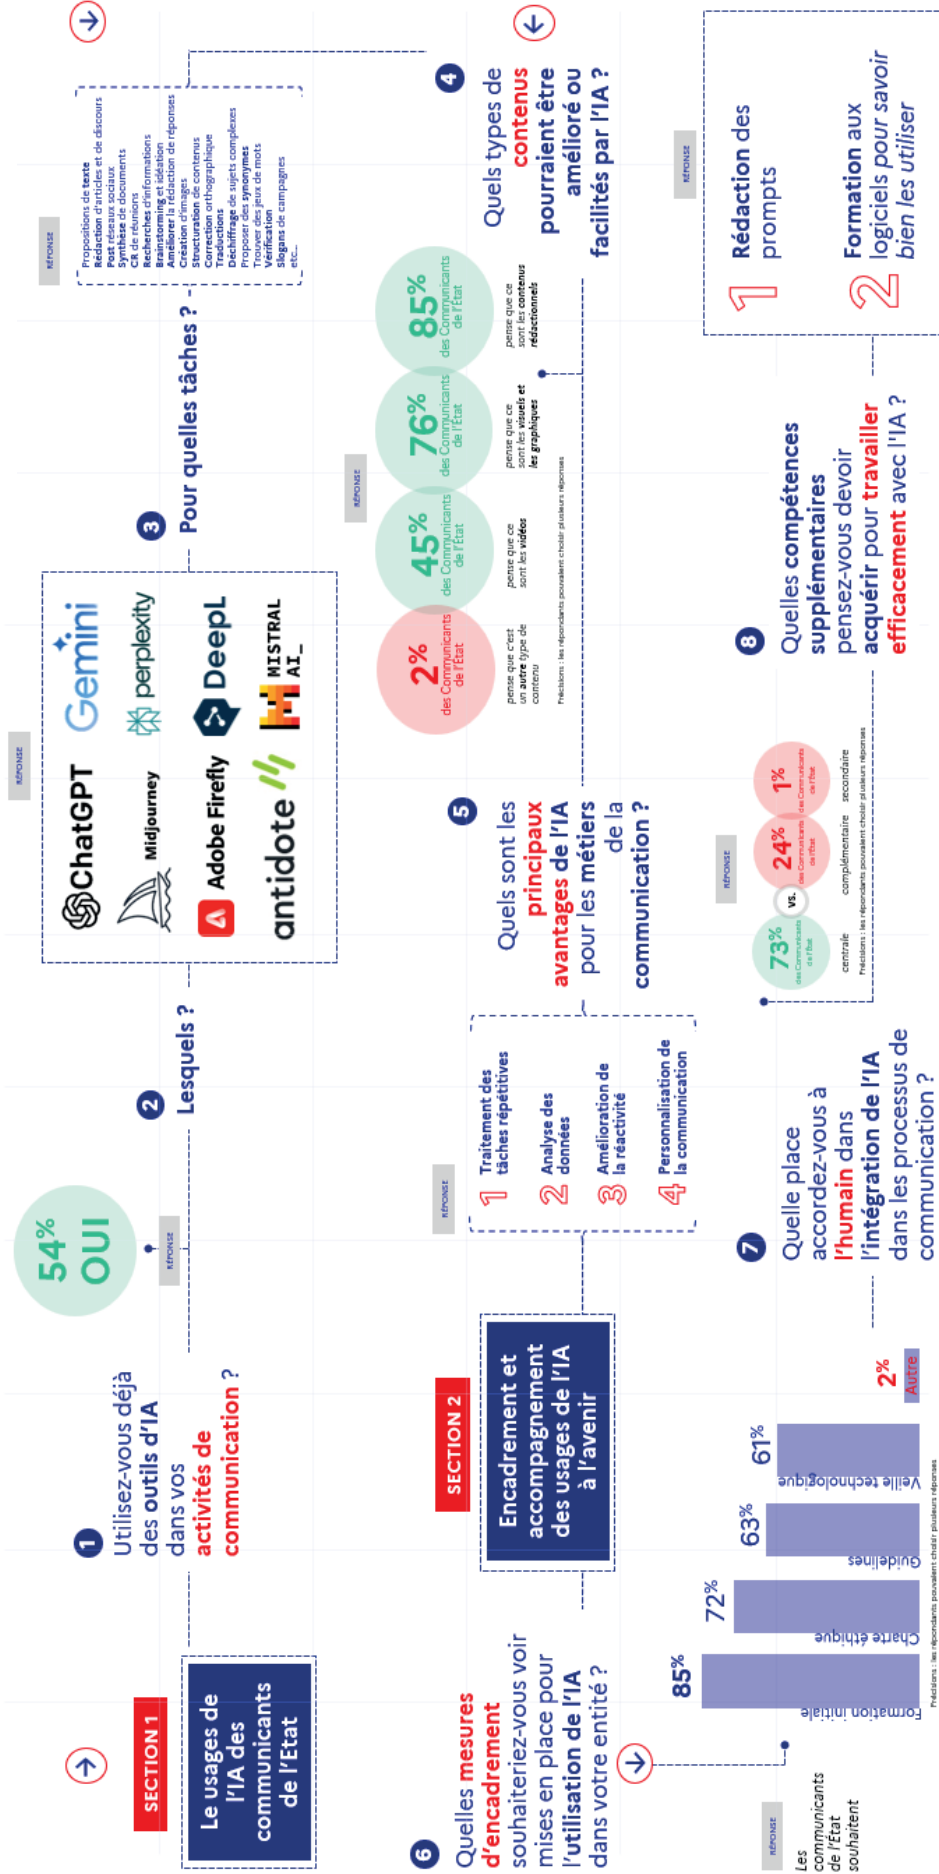 SECTION 1
Le usages de
l'IA des
communicants
de l'Etat
1
Utilisez-vous déjà
des outils d'IA
dans vos
activités de
communication ?
RÉPONSE
54%
OUI
2
Lesquels ?
RÉPONSE
ChatGPT
Gemini
Midjourney
perplexity
Adobe Firefly
DeepL
antidote
MISTRAL
AI_
3
Pour quelles tâches ?
RÉPONSE
Propositions de texte
Rédaction d'articles et de discours
Post réseaux sociaux
Synthèse de documents
CR de réunions
Recherches d'informations
Brainstorming et idéation
Améliorer la rédaction de réponses
Création d'images
Structuration de contenus
Correction orthographique
Traductions
Déchiffrage de sujets complexes
Proposer des synonymes
Trouver des jeux de mots
Vérification
Slogans de campagnes
etc...
4
Quels types de
contenus
pourraient être
amélioré ou
facilités par l'IA ?
RÉPONSE
85%
des Communicants
de l'État
pense que ce
sont les contenus
rédactionnels
76%
des Communicants
de l'État
pense que ce
sont les visuels et
les graphiques
45%
des Communicants
de l'État
pense que ce
sont les vidéos
2%
des Communicants
de l'État
pense que c'est
un autre type de
contenu
Précisions : les répondants pouvaient choisir plusieurs réponses
5
Quels sont les
principaux
avantages de l'IA
pour les métiers
de la
communication ?
RÉPONSE
1 Traitement des
tâches répétitives
2 Analyse des
données
3 Amélioration de
la réactivité
4 Personnalisation de
la communication
SECTION 2
Encadrement et
accompagnement
des usages de l'IA
à l'avenir
6
Quelles mesures
d'encadrement
souhaiteriez-vous voir
mises en place pour
l'utilisation de l'IA
dans votre entité ?
RÉPONSE
Les
communicants
de l'État
souhaitent
85%
Formation initiale
72%
Charte éthique
63%
Guidelines
61%
Veille technologique
2%
Autre
Précisions : les répondants pouvaient choisir plusieurs réponses
7
Quelle place
accordez-vous à
l'humain dans
l'intégration de l'IA
dans les processus de
communication ?
RÉPONSE
73%
des Communicants
de l'État
centrale
vs.
24%
des Communicants
de l'État
complémentaire
1%
des Communicants
de l'État
secondaire
Précisions : les répondants pouvaient choisir plusieurs réponses
8
Quelles compétences
supplémentaires
pensez-vous devoir
acquérir pour travailler
efficacement avec l'IA ?
RÉPONSE
1 Rédaction des
prompts
2 Formation aux
logiciels pour savoir
bien les utiliser